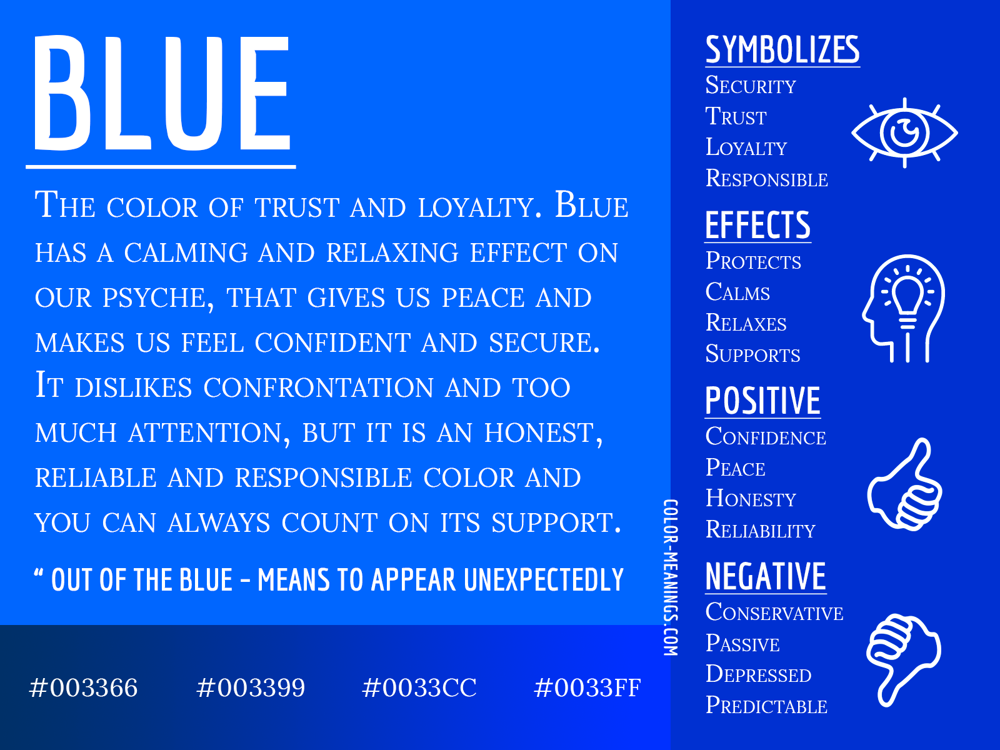 BLUE
The color of trust and loyalty. Blue
has a calming and relaxing effect on
our psyche, that gives us peace and
makes us feel confident and secure.
It dislikes confrontation and too
much attention, but it is an honest,
reliable and responsible color and
you can always count on its support.
“ OUT OF THE BLUE - MEANS TO APPEAR UNEXPECTEDLY
#003366
#003399
#0033CC
#0033FF
COLOR-MEANINGS.COM
SYMBOLIZES
Security
Trust
Loyalty
Responsible
EFFECTS
Protects
Calms
Relaxes
Supports
POSITIVE
Confidence
Peace
Honesty
Reliability
NEGATIVE
Conservative
Passive
Depressed
Predictable